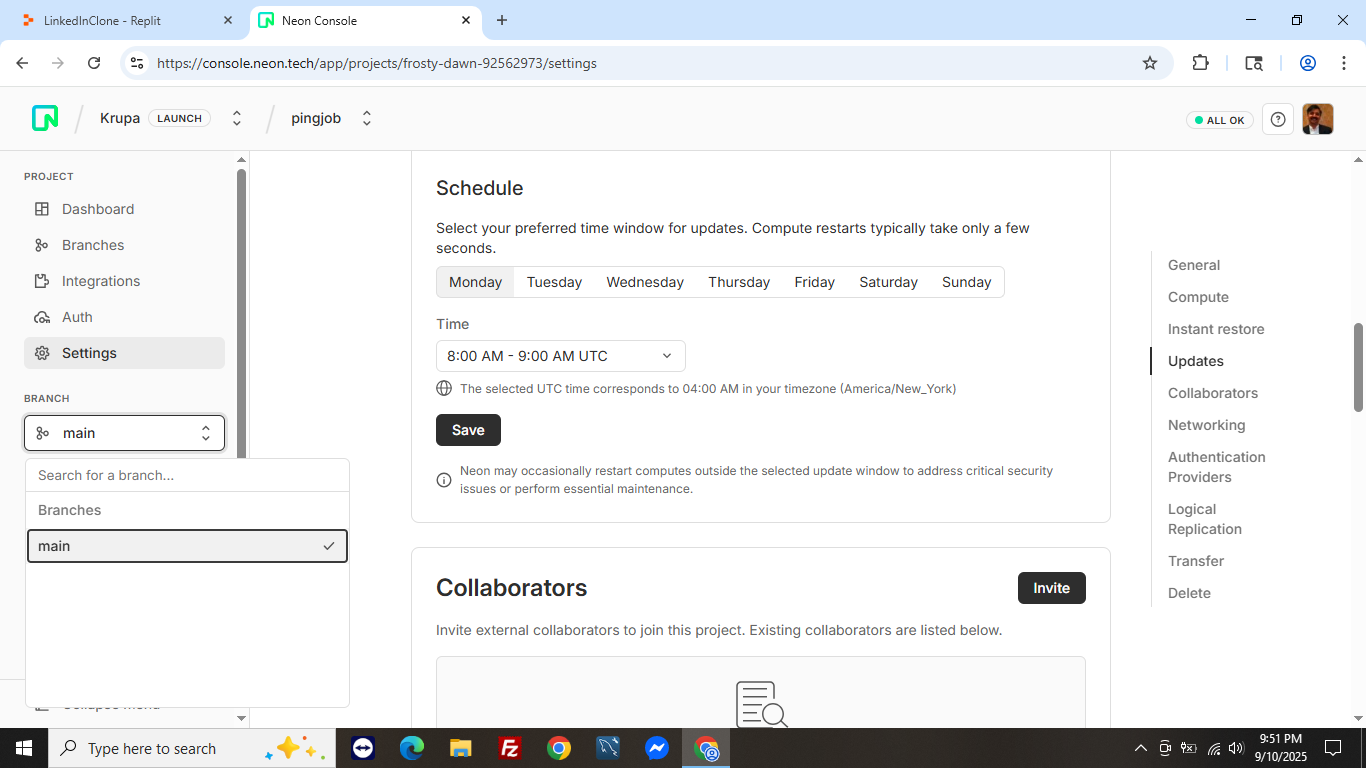 LinkedInClone - Replit
Neon Console
https://console.neon.tech/app/projects/frosty-dawn-92562973/settings
Krupa LAUNCH
pingjob
ALL OK
PROJECT
Dashboard
Branches
Integrations
Auth
Settings
BRANCH
main
Search for a branch...
Branches
main
Schedule
Select your preferred time window for updates. Compute restarts typically take only a few
seconds.
Monday Tuesday Wednesday Thursday Friday Saturday Sunday
Time
8:00 AM - 9:00 AM UTC
The selected UTC time corresponds to 04:00 AM in your timezone (America/New_York)
Save
Neon may occasionally restart computes outside the selected update window to address critical security
issues or perform essential maintenance.
Collaborators
Invite
Invite external collaborators to join this project. Existing collaborators are listed below.
General
Compute
Instant restore
Updates
Collaborators
Networking
Authentication
Providers
Logical
Replication
Transfer
Delete
Type here to search
9:51 PM
9/10/2025